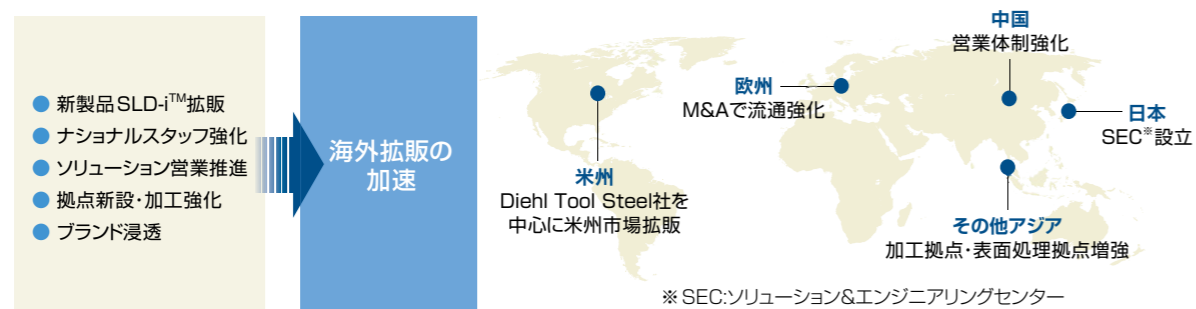 ● 新製品SLD-i™拡販
● ナショナルスタッフ強化
● ソリューション営業推進
● 拠点新設・加工強化
● ブランド浸透
海外拡販の
加速
米州
Diehl Tool Steel社を
中心に米州市場拡販
欧州
M&Aで流通強化
中国
営業体制強化
日本
SEC※設立
その他アジア
加工拠点・表面処理拠点増強
※SEC:ソリューション&エンジニアリングセンター